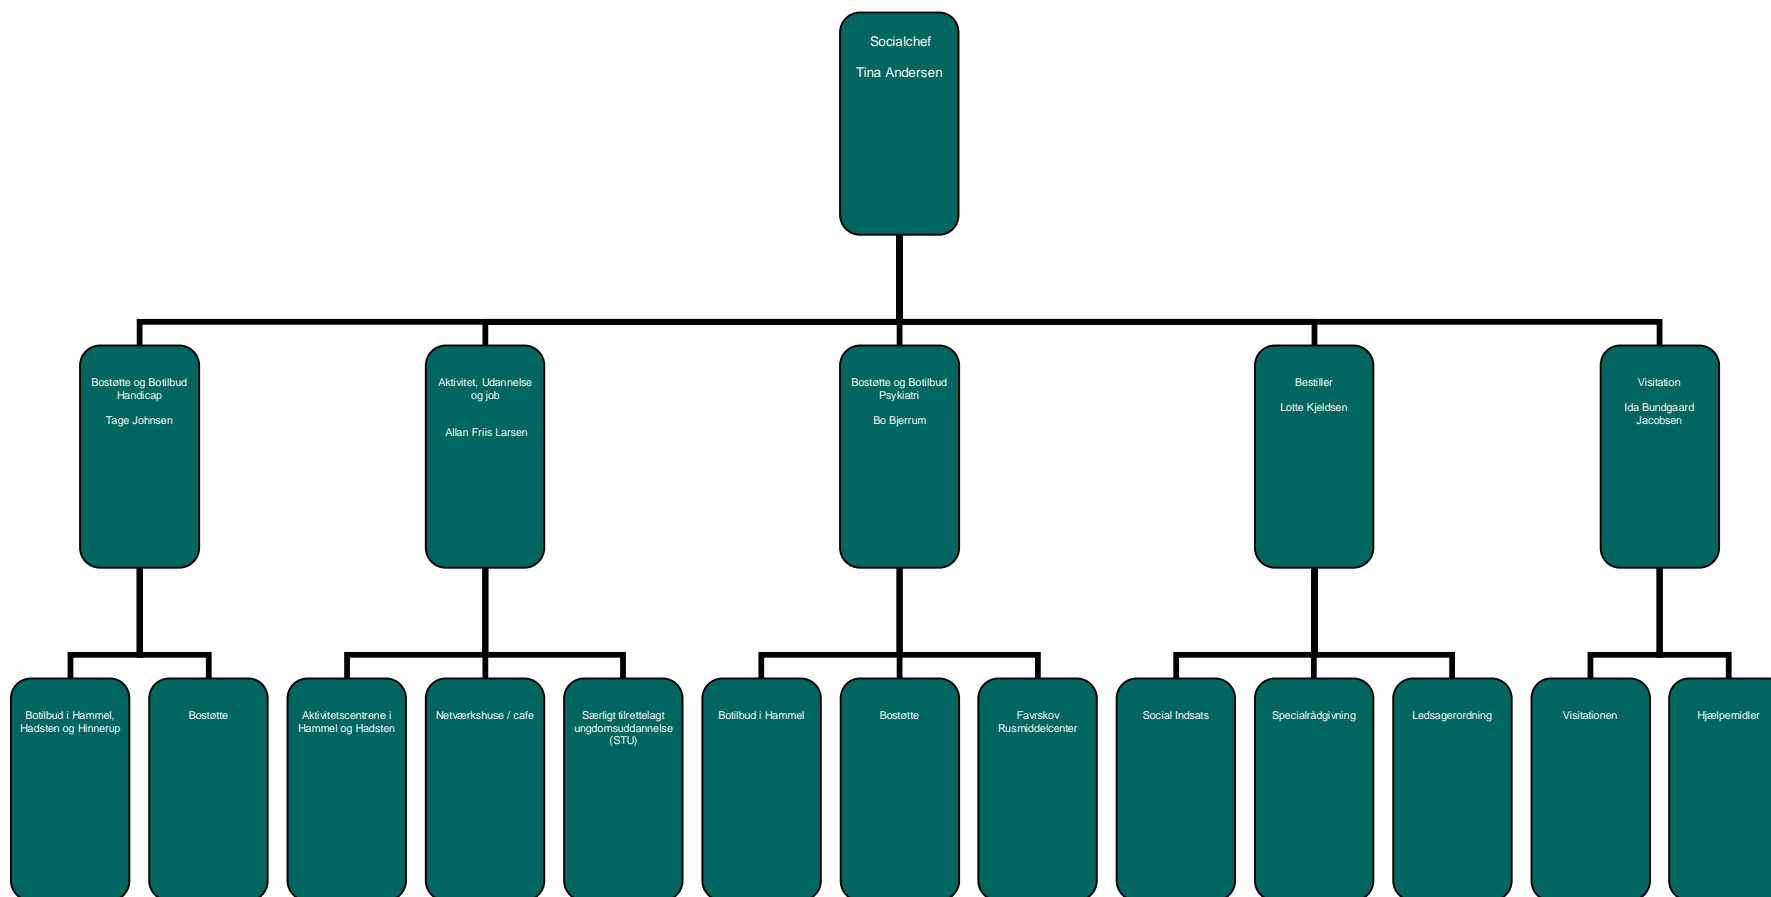 Socialchef
Tina Andersen
Bostøtte og Botilbud
Handicap
Tage Johnsen
Aktivitet, Udannelse
og job
Allan Friis Larsen
Bostøtte og Botilbud
Psykiatri
Bo Bjerrum
Bestiller
Lotte Kjeldsen
Visitation
Ida Bundgaard
Jacobsen
Botilbud i Hammel,
Hadsten og Hinnerup
Bostøtte
Aktivitetscentrene i
Hammel og Hadsten
Netværkshuse / cafe
Særligt tilrettelagt
ungdomsuddannelse
(STU)
Botilbud i Hammel
Bostøtte
Favrskov
Rusmiddelcenter
Social Indsats
Specialrådgivning
Ledsagerordning
Visitationen
Hjælpemidler